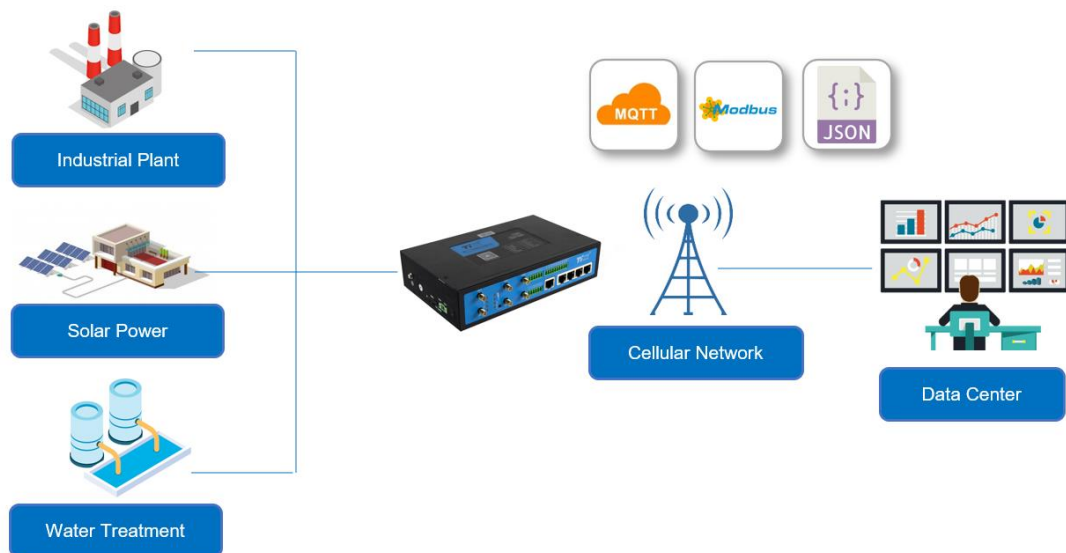 Industrial Plant
Solar Power
Water Treatment
MQTT
Modbus
{;}
JSON
Cellular Network
Data Center